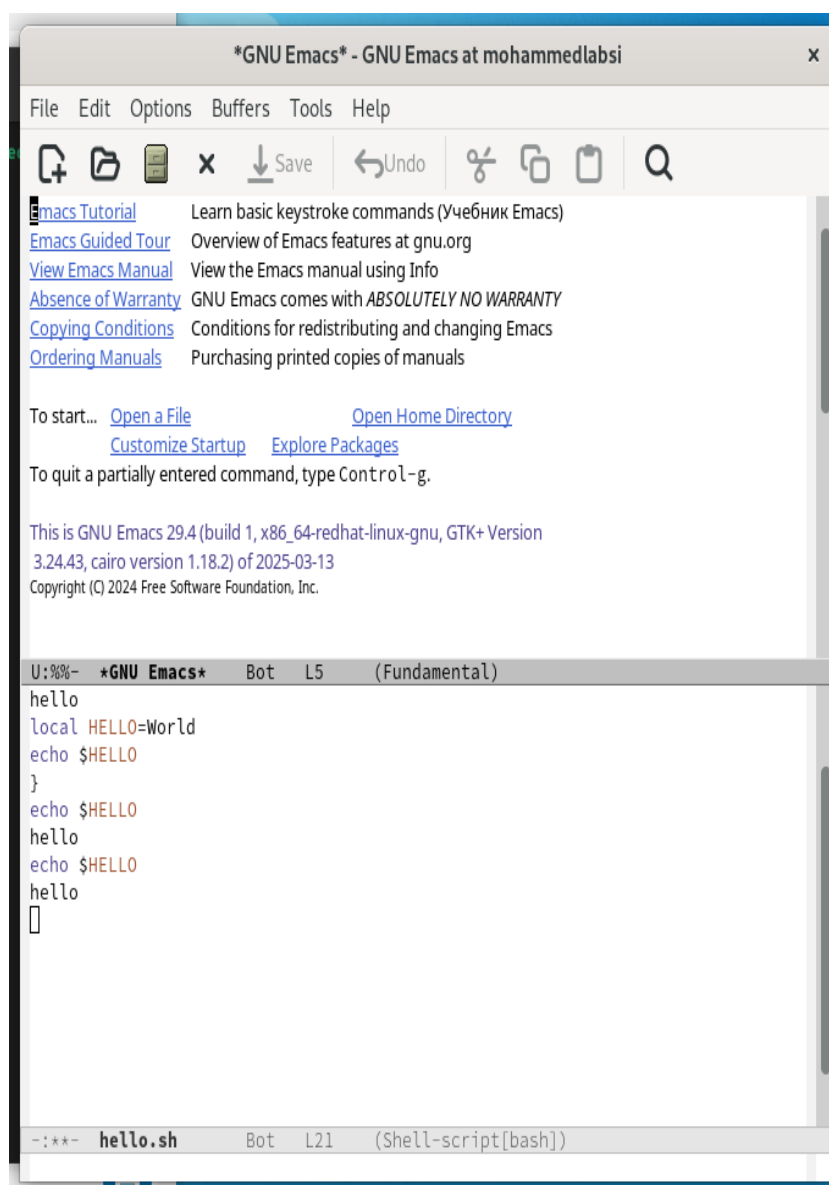 *GNU Emacs* - GNU Emacs at mohammedlabsi x
File Edit Options Buffers Tools Help
Save Undo
Emacs Tutorial Learn basic keystroke commands (Учебник Emacs)
Emacs Guided Tour Overview of Emacs features at gnu.org
View Emacs Manual View the Emacs manual using Info
Absence of Warranty GNU Emacs comes with ABSOLUTELY NO WARRANTY
Copying Conditions Conditions for redistributing and changing Emacs
Ordering Manuals Purchasing printed copies of manuals
To start... Open a File Open Home Directory
Customize Startup Explore Packages
To quit a partially entered command, type Control-g.
This is GNU Emacs 29.4 (build 1, x86_64-redhat-linux-gnu, GTK+ Version
3.24.43, cairo version 1.18.2) of 2025-03-13
Copyright (C) 2024 Free Software Foundation, Inc.
U:%%- *GNU Emacs* Bot L5 (Fundamental)
hello
local HELLO=World
echo $HELLO
}
echo $HELLO
hello
echo $HELLO
hello
-:**- hello.sh Bot L21 (Shell-script[bash])